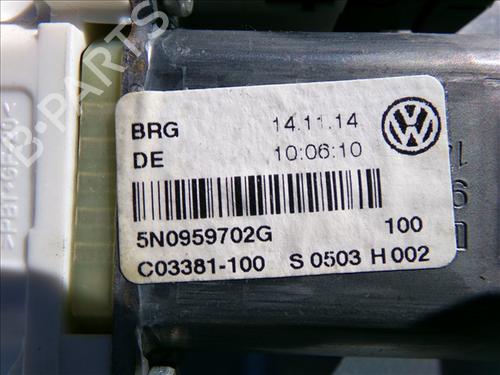 BRG 14.11.14
DE 10:06:10
5N0959702G 100
C03381-100 S 0503 H 002
B-PARTS